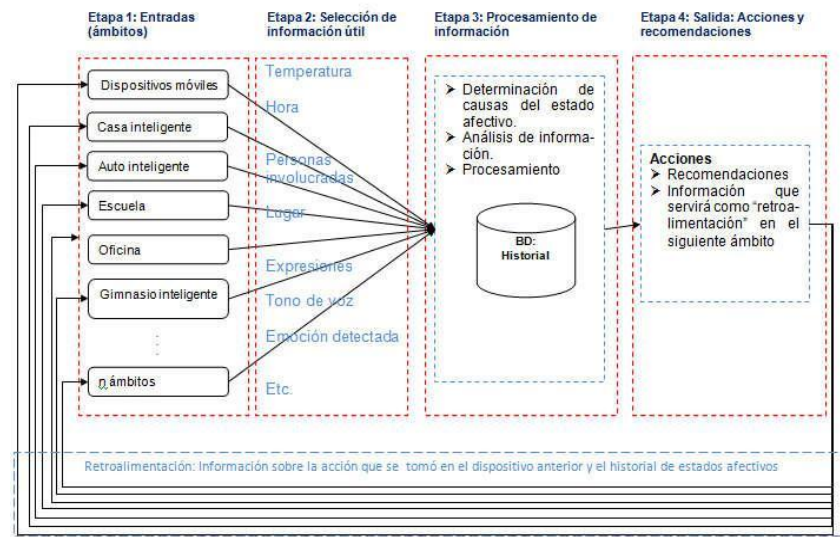 Etapa 1: Entradas
(ámbitos)
Etapa 2: Selección de
información útil
Etapa 3: Procesamiento de
información
Etapa 4: Salida: Acciones y
recomendaciones
Dispositivos móviles
Casa inteligente
Auto inteligente
Escuela
Oficina
Gimnasio inteligente
n ámbitos
Temperatura
Hora
Personas
involucradas
Lugar
Expresiones
Tono de voz
Emoción detectada
Etc.
Determinación de
causas del estado
afectivo.
Análisis de informa-
ción.
Procesamiento
BD:
Historial
Acciones
Recomendaciones
Información que
servirá como “retroa-
limentación” en el
siguiente ámbito
Retroalimentación: Información sobre la acción que se tomó en el dispositivo anterior y el historial de estados afectivos